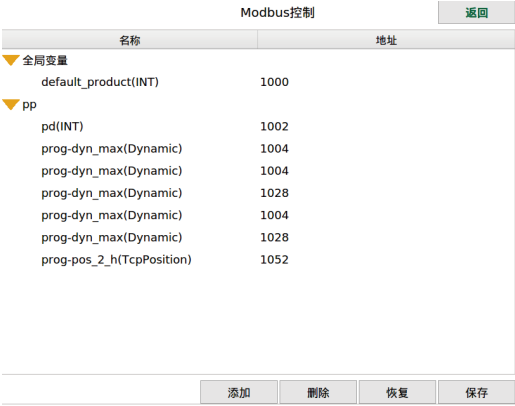 Modbus控制 返回
名称 地址
全局变量
default_product(INT) 1000
pp
pd(INT) 1002
prog-dyn_max(Dynamic) 1004
prog-dyn_max(Dynamic) 1004
prog-dyn_max(Dynamic) 1028
prog-dyn_max(Dynamic) 1004
prog-dyn_max(Dynamic) 1028
prog-pos_2_h(TcpPosition) 1052
添加 删除 恢复 保存